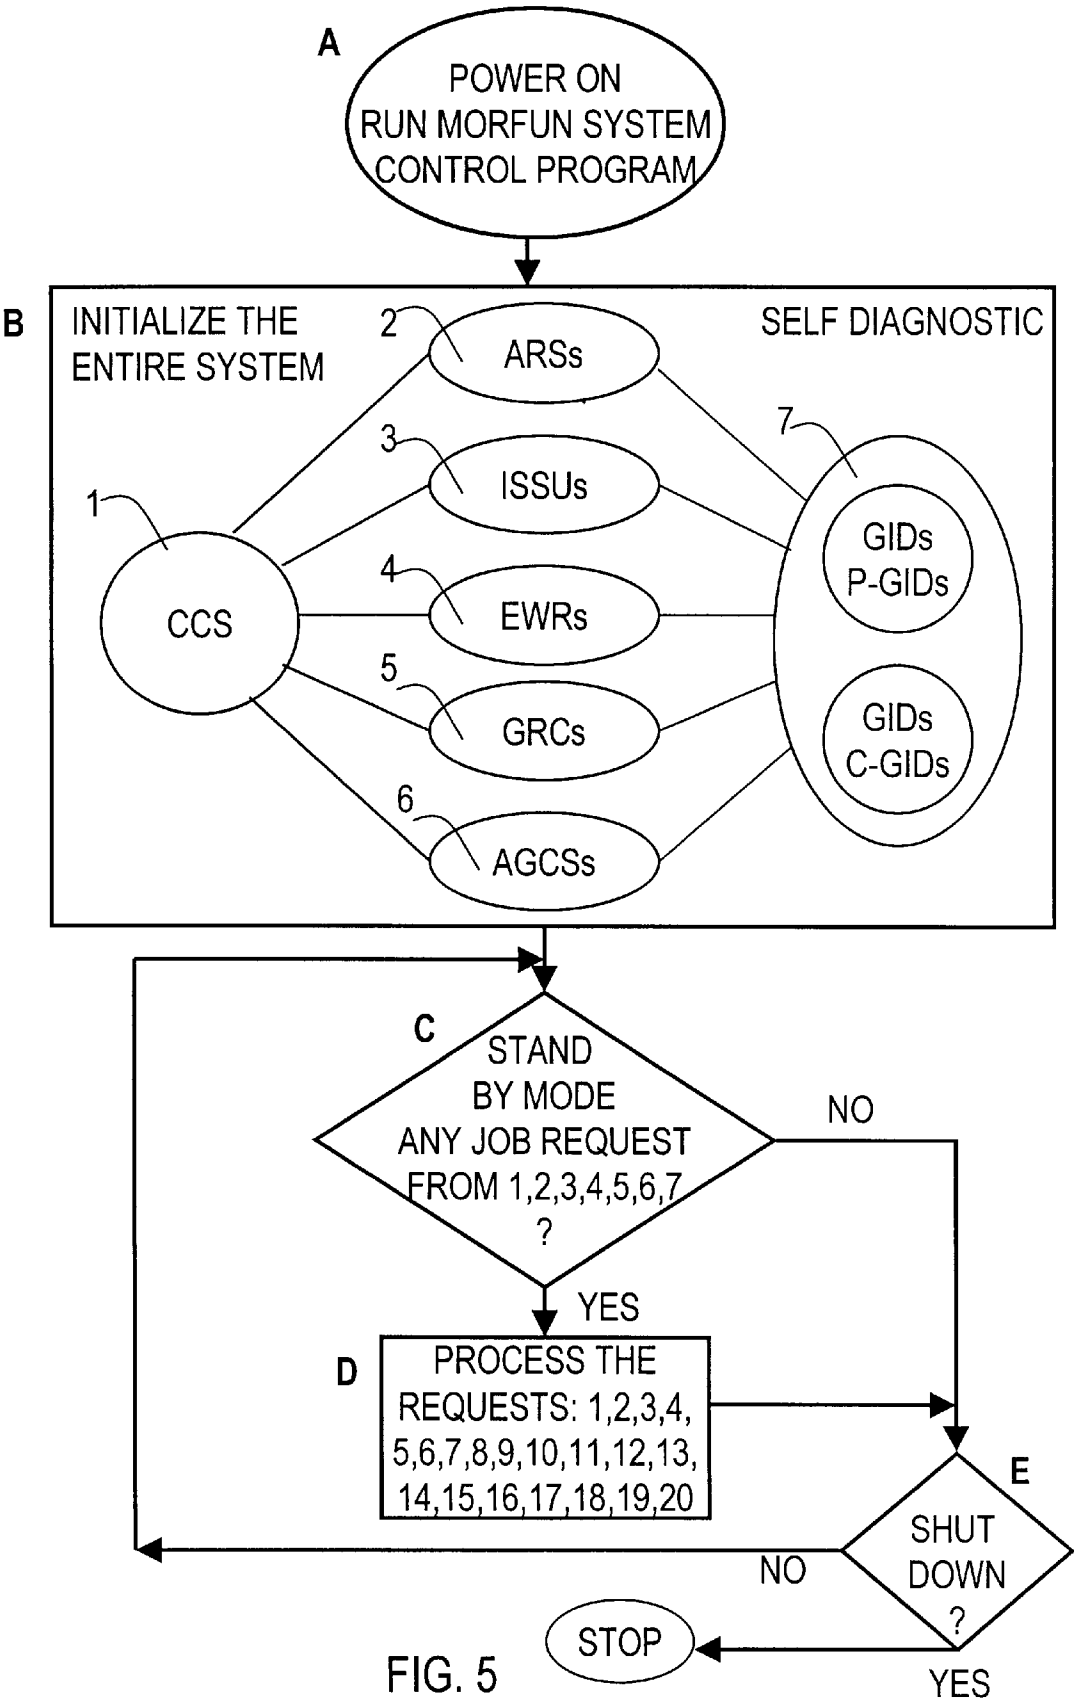 A
POWER ON
RUN MORFUN SYSTEM
CONTROL PROGRAM
B
INITIALIZE THE
ENTIRE SYSTEM
SELF DIAGNOSTIC
2
ARSs
3
ISSUs
7
1
CCS
GIDs
P-GIDs
4
EWRs
5
GRCs
GIDs
C-GIDs
6
AGCSs
C
STAND
BY MODE
ANY JOB REQUEST
FROM 1,2,3,4,5,6,7
?
NO
YES
D
PROCESS THE
REQUESTS: 1,2,3,4,
5,6,7,8,9,10,11,12,13,
14,15,16,17,18,19,20
E
SHUT
DOWN
?
NO
YES
STOP
FIG. 5